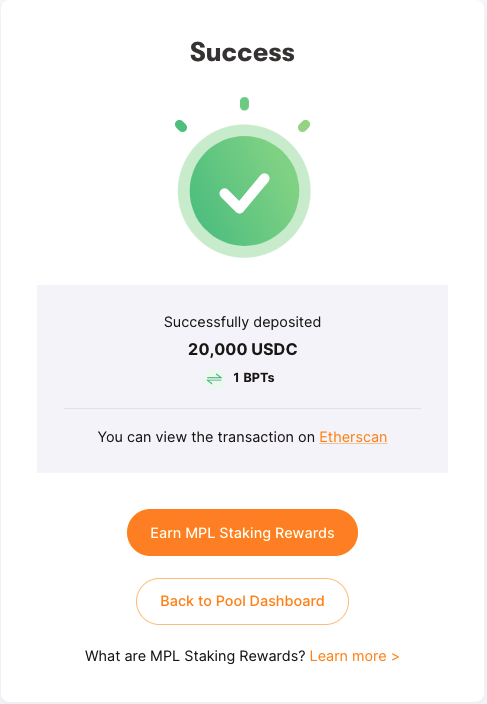 Success
Successfully deposited
20,000 USDC
1 BPTs
You can view the transaction on Etherscan
Earn MPL Staking Rewards
Back to Pool Dashboard
What are MPL Staking Rewards? Learn more >